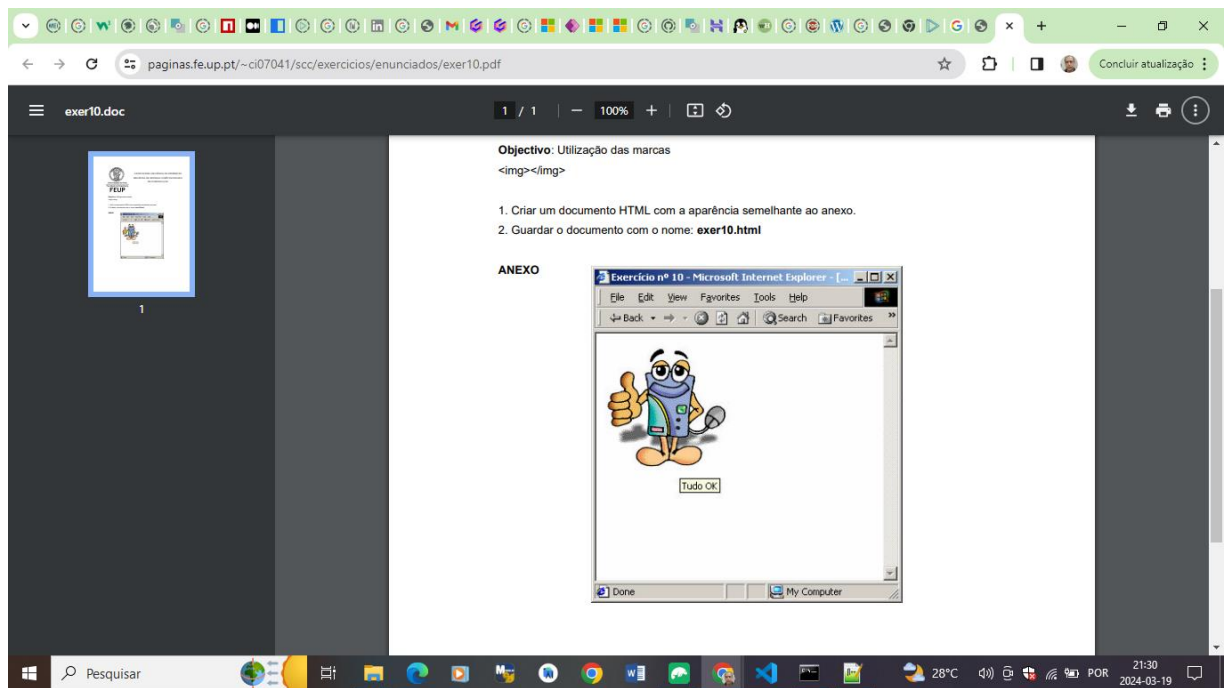 paginas.fe.up.pt/~ci07041/scc/exercicios/enunciados/exer10.pdf
Concluir atualização
exer10.doc
1 / 1
100%
FEUP
1
Objectivo: Utilização das marcas
<img></img>
1. Criar um documento HTML com a aparência semelhante ao anexo.
2. Guardar o documento com o nome: exer10.html
ANEXO
Exercício nº 10 - Microsoft Internet Explorer - [...
File Edit View Favorites Tools Help
Back Search Favorites »
Tudo OK
Done My Computer
Pesquisar
28°C POR 21:30
2024-03-19